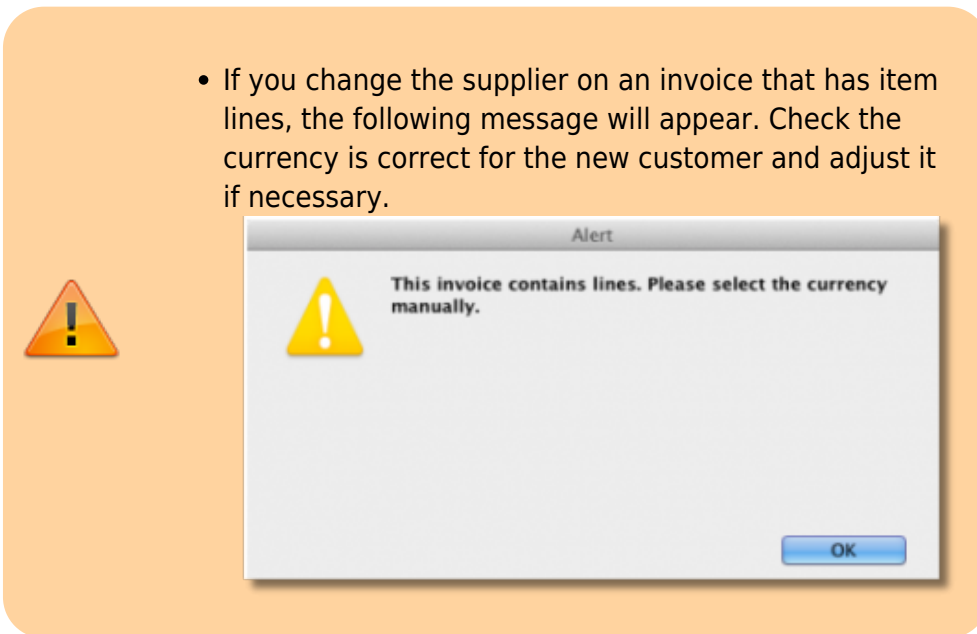 • If you change the supplier on an invoice that has item
lines, the following message will appear. Check the
currency is correct for the new customer and adjust it
if necessary.
Alert
This invoice contains lines. Please select the currency
manually.
OK